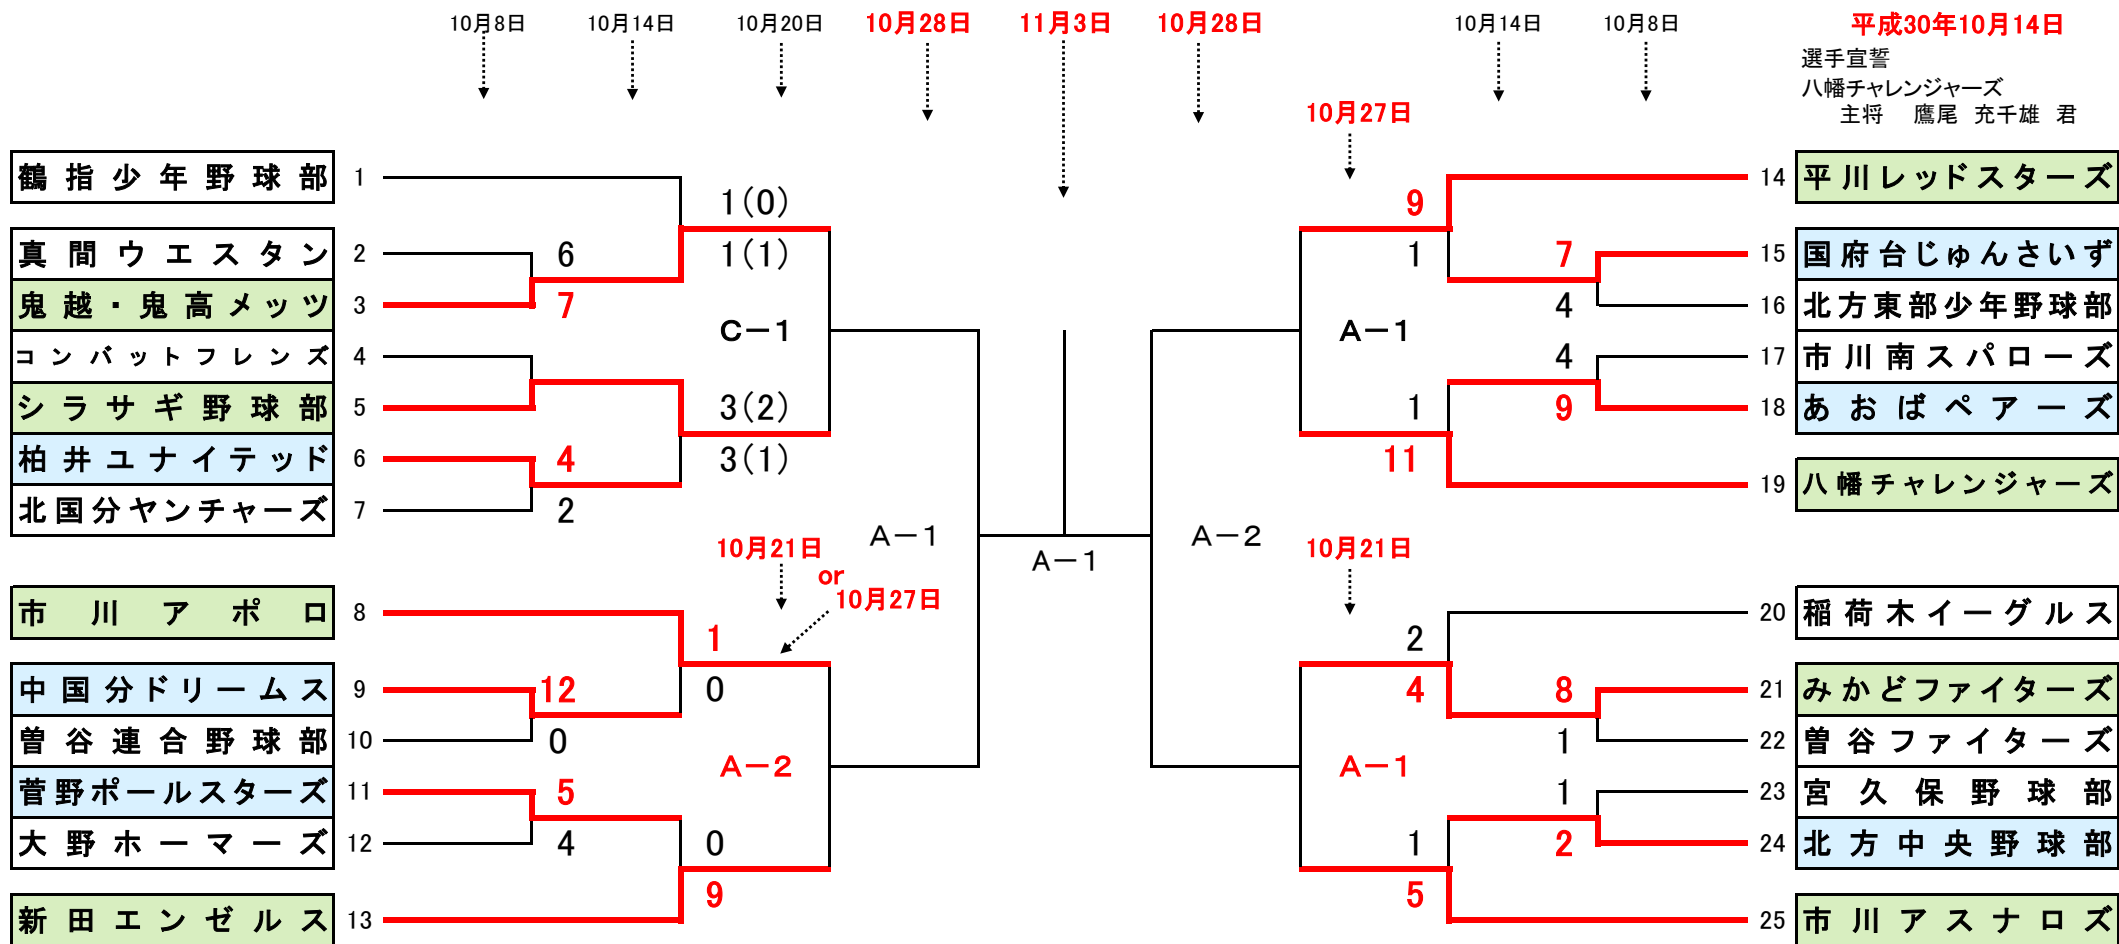 10月8日 10月14日 10月20日 10月28日 11月3日 10月28日 10月14日 10月8日 平成30年10月14日
選手宣誓
八幡チャレンジャーズ
主将 鷹尾 充千雄 君
10月27日
鶴指少年野球部 1
1(0)
真間ウエスタン 2
6
1(1)
鬼越・鬼高メッツ 3
7
C-1
コンバットフレンズ 4
シラサギ野球部 5
3(2)
柏井ユナイテッド 6
4
3(1)
北国分ヤンチャーズ 7
2
A-1
10月21日
or
10月27日
市川アポロ 8
1
中国分ドリームス 9
12
0
曽谷連合野球部 10
0
A-2
菅野ポールスターズ 11
5
大野ホーマーズ 12
4
0
新田エンゼルス 13
9
A-1
14 平川レッドスターズ
9
15 国府台じゅんさいず
7
1
16 北方東部少年野球部
4
A-1
17 市川南スパローズ
4
18 あおばペアーズ
9
1
19 八幡チャレンジャーズ
11
A-2
10月21日
20 稲荷木イーグルス
2
21 みかどファイターズ
8
4
22 曽谷ファイターズ
1
A-1
23 宮久保野球部
1
24 北方中央野球部
2
1
25 市川アスナロズ
5